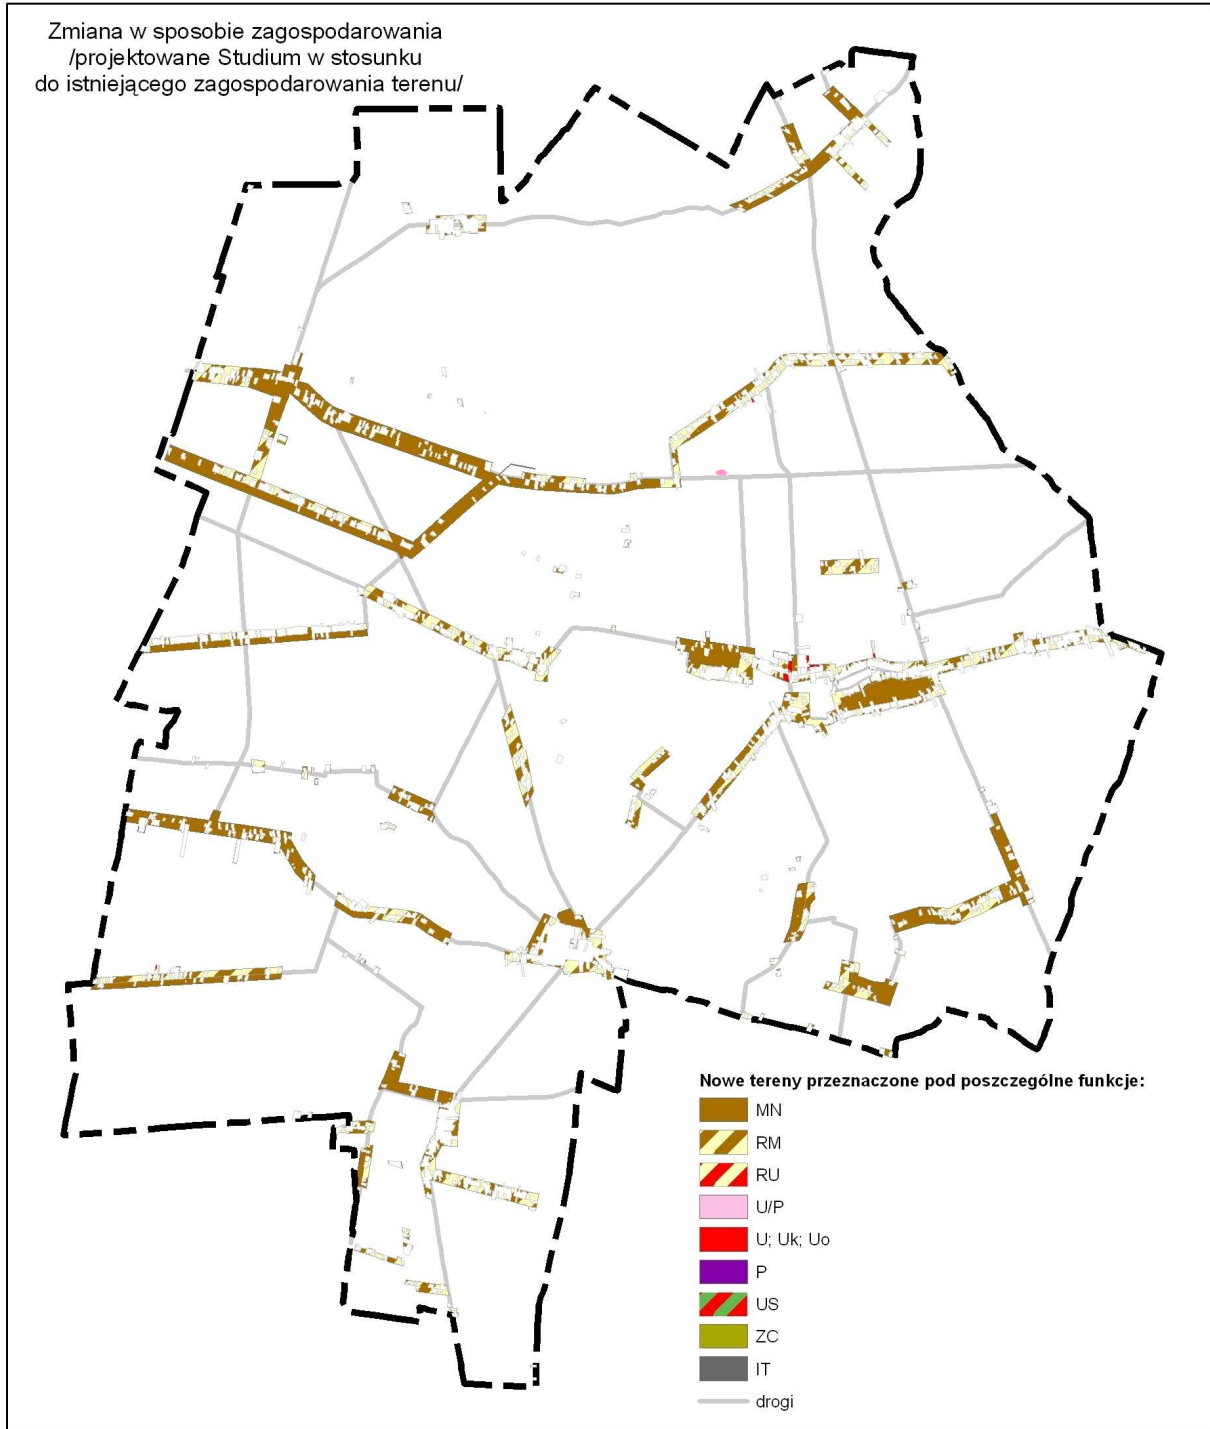 Zmiana w sposobie zagospodarowania
/projektowane Studium w stosunku
do istniejącego zagospodarowania terenu/
Nowe tereny przeznaczone pod poszczególne funkcje:
MN
RM
RU
U/P
U; Uk; Uo
P
US
ZC
IT
drogi